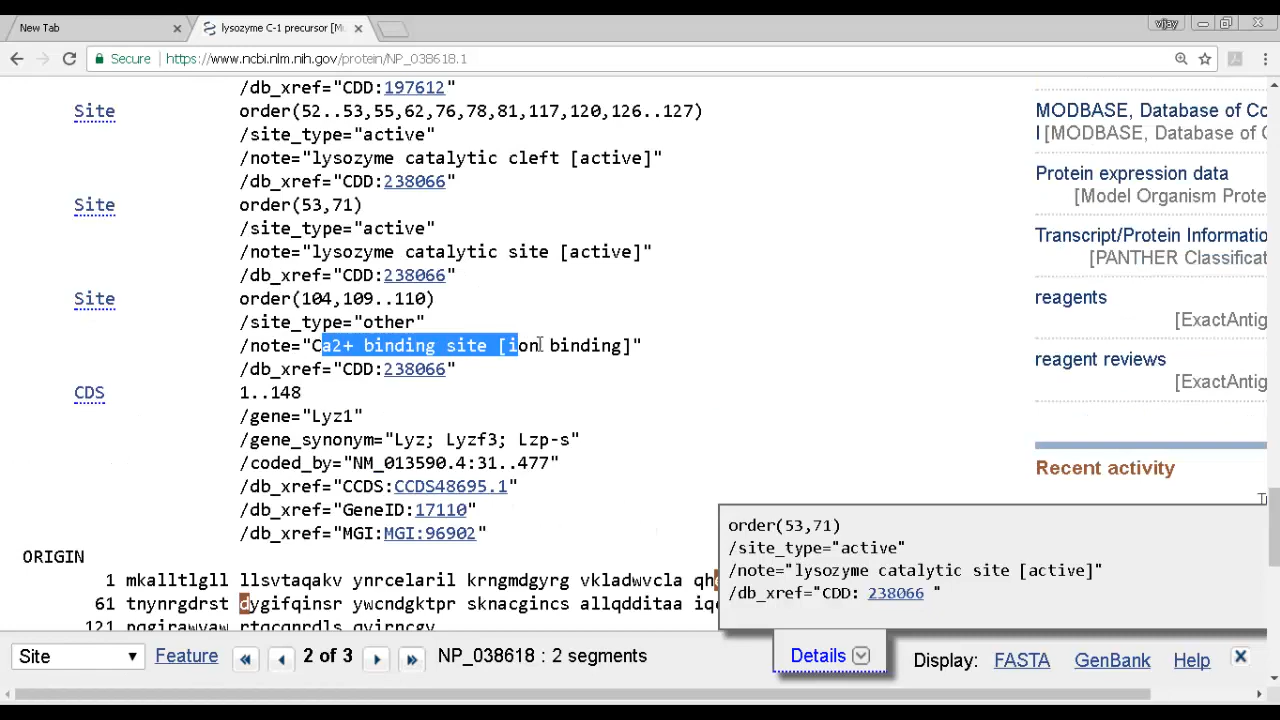 New Tab
lysozyme C-1 precursor [Mu
vijay
Secure https://www.ncbi.nlm.nih.gov/protein/NP_038618.1
/db_xref="CDD:197612"
Site order(52..53,55,62,76,78,81,117,120,126..127)
/site_type="active"
/note="lysozyme catalytic cleft [active]"
/db_xref="CDD:238066"
Site order(53,71)
/site_type="active"
/note="lysozyme catalytic site [active]"
/db_xref="CDD:238066"
Site order(104,109..110)
/site_type="other"
/note="Ca2+ binding site [ion binding]"
/db_xref="CDD:238066"
CDS 1..148
/gene="Lyz1"
/gene_synonym="Lyz; Lyzf3; Lzp-s"
/coded_by="NM_013590.4:31..477"
/db_xref="CCDS:CCDS48695.1"
/db_xref="GeneID:17110"
/db_xref="MGI:MGI:96902"
ORIGIN
1 mkalltlgll llsvtaqakv ynrcelaril krngmdgyrg vkladwvcla qh
61 tnynrgdrst dygifqinsr ywcndgktpr sknacgincs allqdditaa iq
121 pqgirawvaw rtqcqnrdls qyirncgv
MODBASE, Database of Co
l [MODBASE, Database of C
Protein expression data
[Model Organism Prote
Transcript/Protein Informatio
[PANTHER Classificat
reagents
[ExactAntig
reagent reviews
[ExactAntig
Recent activity
order(53,71)
/site_type="active"
/note="lysozyme catalytic site [active]"
/db_xref="CDD: 238066 "
Site Feature 2 of 3 NP_038618 : 2 segments Details Display: FASTA GenBank Help